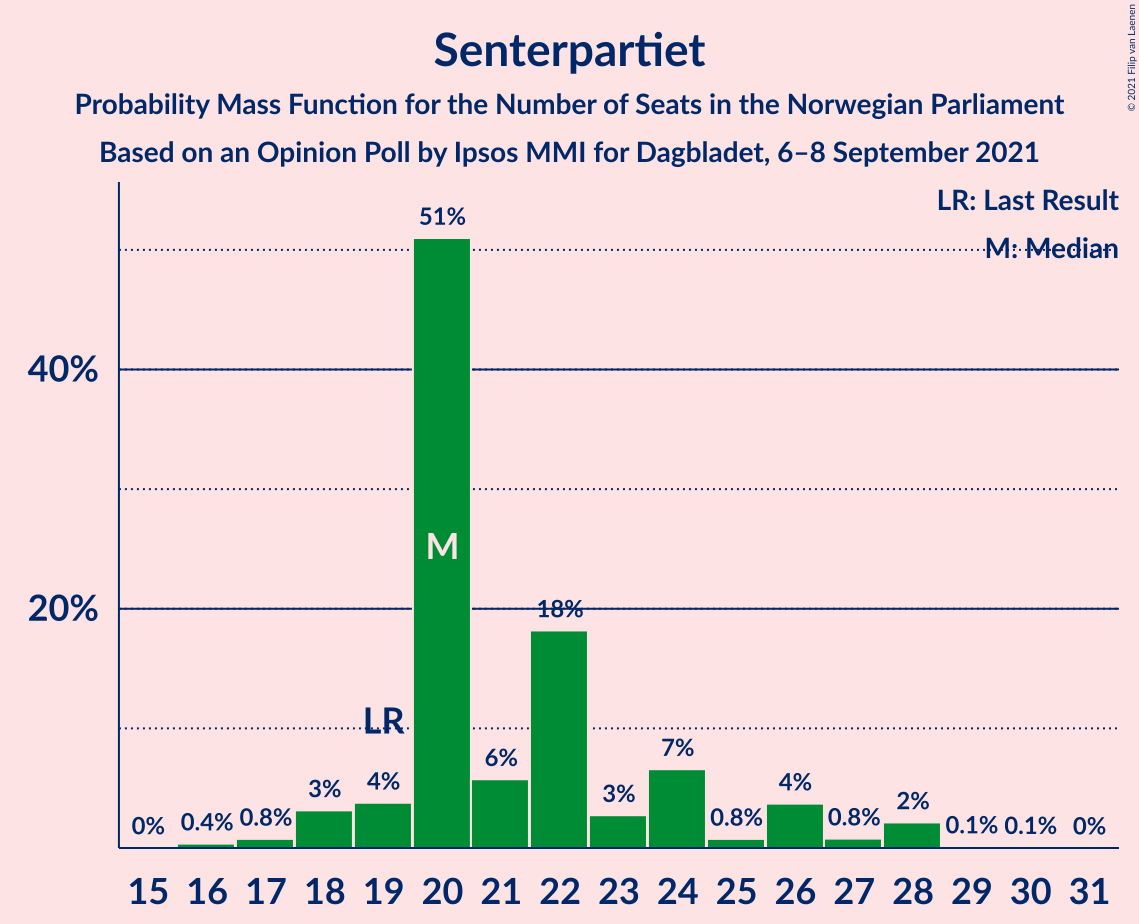 Senterpartiet
Probability Mass Function for the Number of Seats in the Norwegian Parliament
Based on an Opinion Poll by Ipsos MMI for Dagbladet, 6–8 September 2021
© 2021 Filip van Laenen
LR: Last Result
M: Median
51%
40%
M
20%
18%
LR
7%
6%
4%
4%
3%
3%
2%
0.8%
0.8%
0.8%
0.4%
0%
0.1%
0.1%
0%
15 16 17 18 19 20 21 22 23 24 25 26 27 28 29 30 31